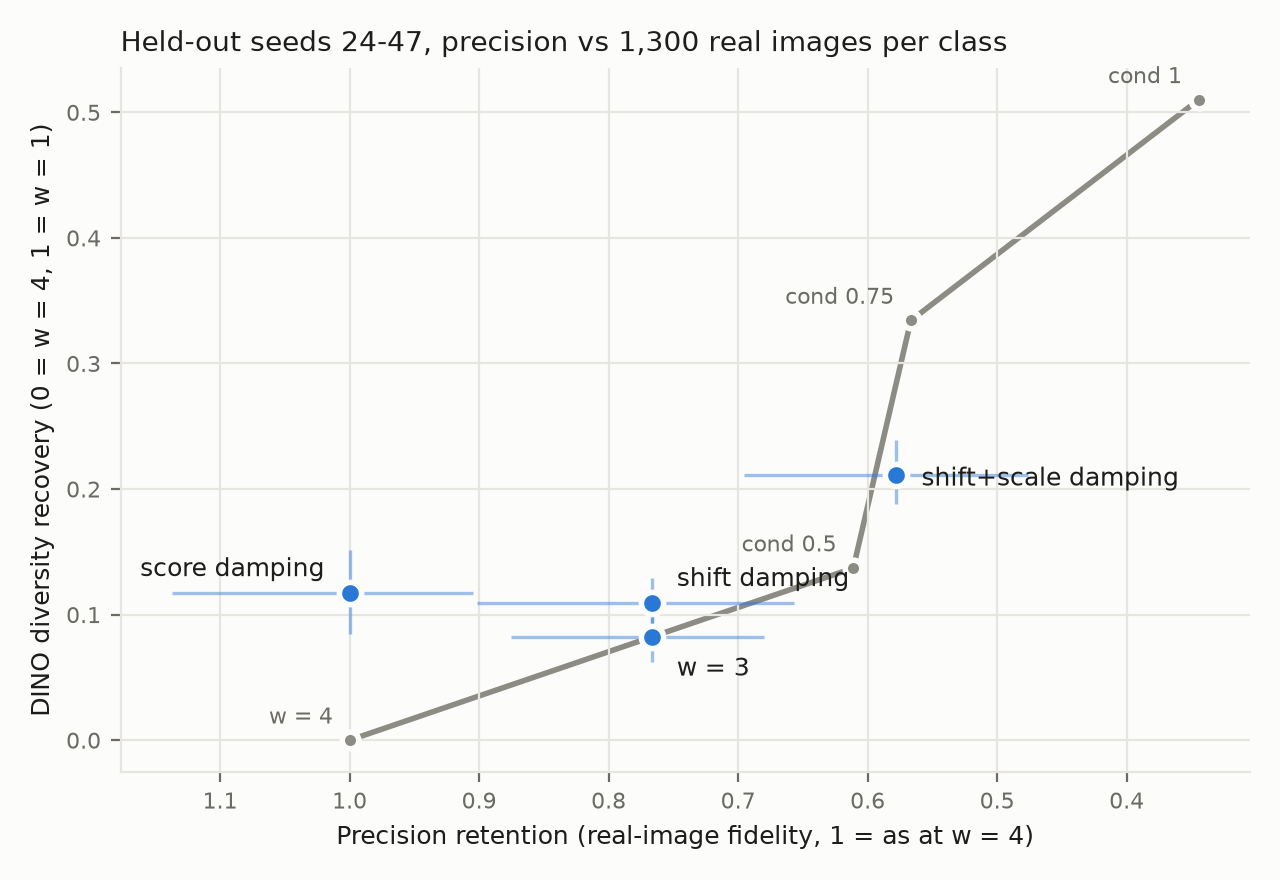 Held-out seeds 24-47, precision vs 1,300 real images per class
cond 1
0.5
0.4
cond 0.75
0.3
shift+scale damping
0.2
cond 0.5
score damping
shift damping
0.1
w = 3
w = 4
0.0
1.1
1.0
0.9
0.8
0.7
0.6
0.5
0.4
Precision retention (real-image fidelity, 1 = as at w = 4)
DINO diversity recovery (0 = w = 4, 1 = w = 1)